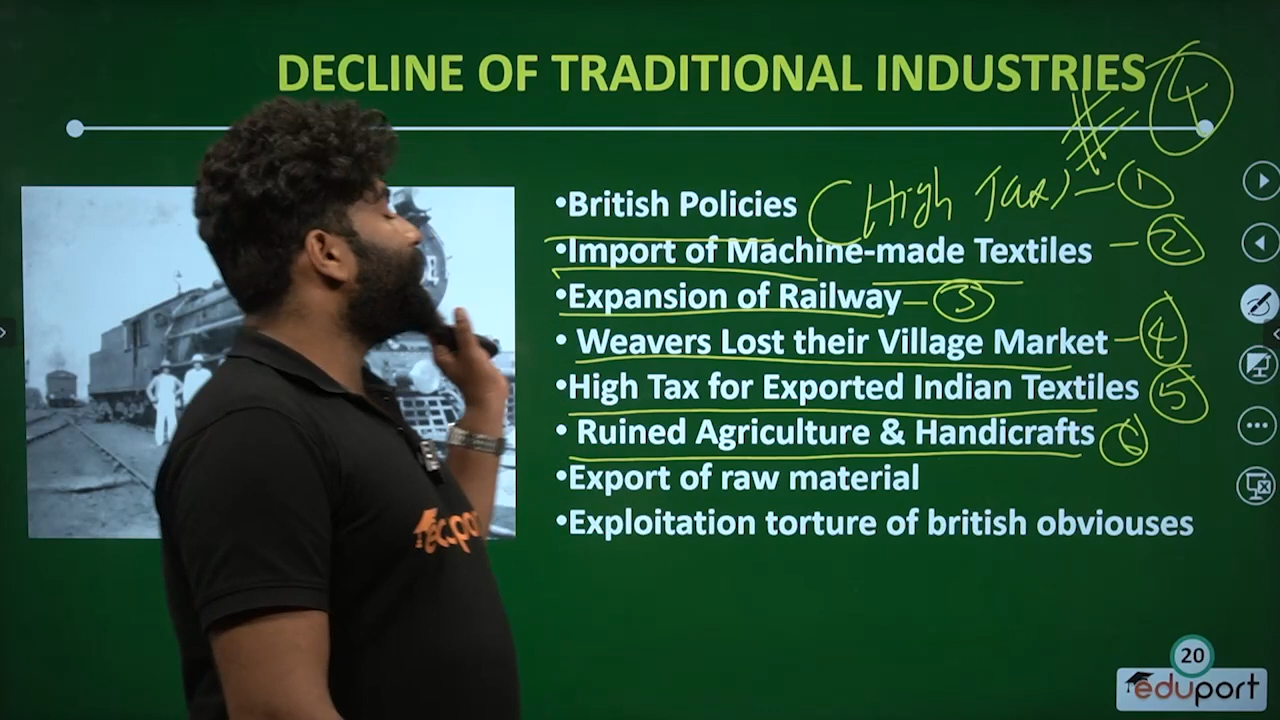 DECLINE OF TRADITIONAL INDUSTRIES
4
•British Policies (High Tax) - 1
•Import of Machine-made Textiles - 2
•Expansion of Railway - 3
• Weavers Lost their Village Market - 4
•High Tax for Exported Indian Textiles 5
• Ruined Agriculture & Handicrafts 6
•Export of raw material
•Exploitation torture of british obviouses
20
eduport